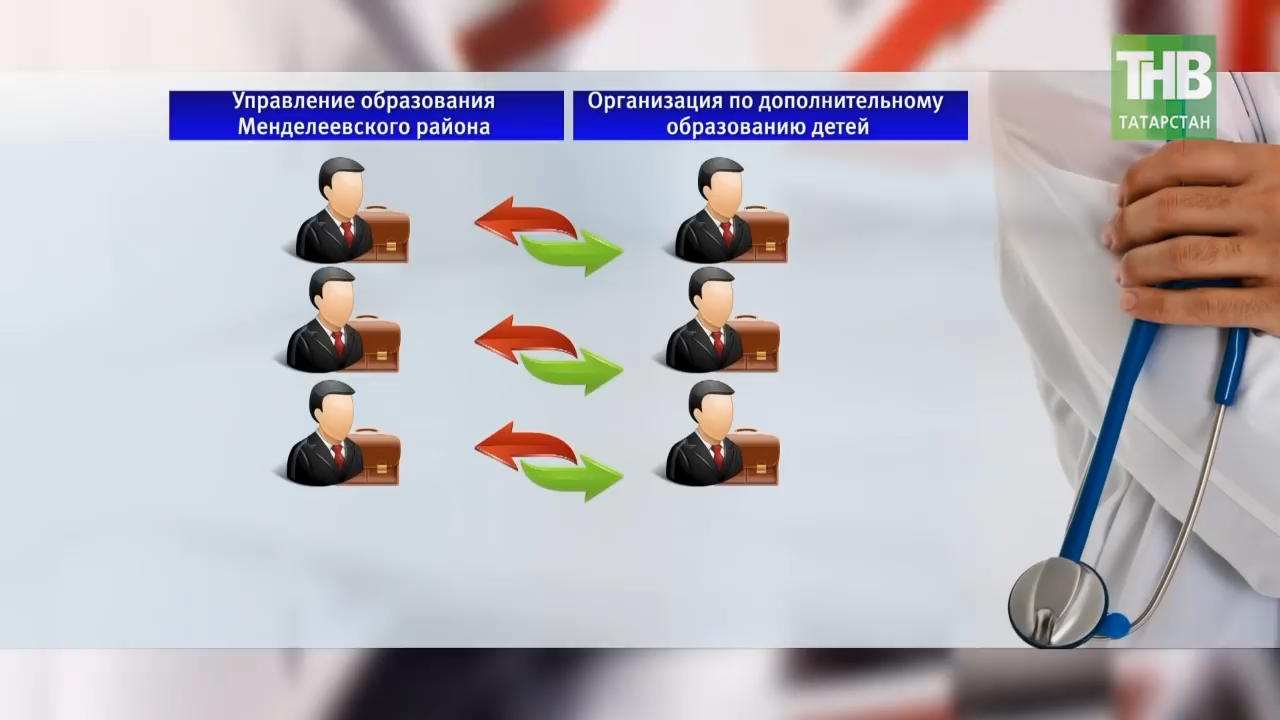 Управление образования
Менделеевского района
Организация по дополнительному
образованию детей
ТНВ
ТАТАРСТАН